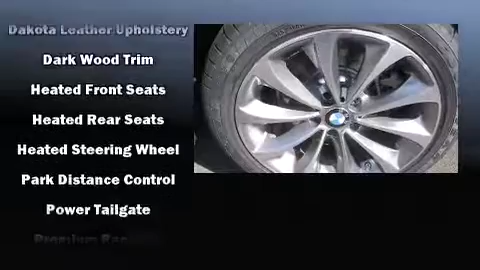 Dakota Leather Upholstery
Dark Wood Trim
Heated Front Seats
Heated Rear Seats
Heated Steering Wheel
Park Distance Control
Power Tailgate
Premium